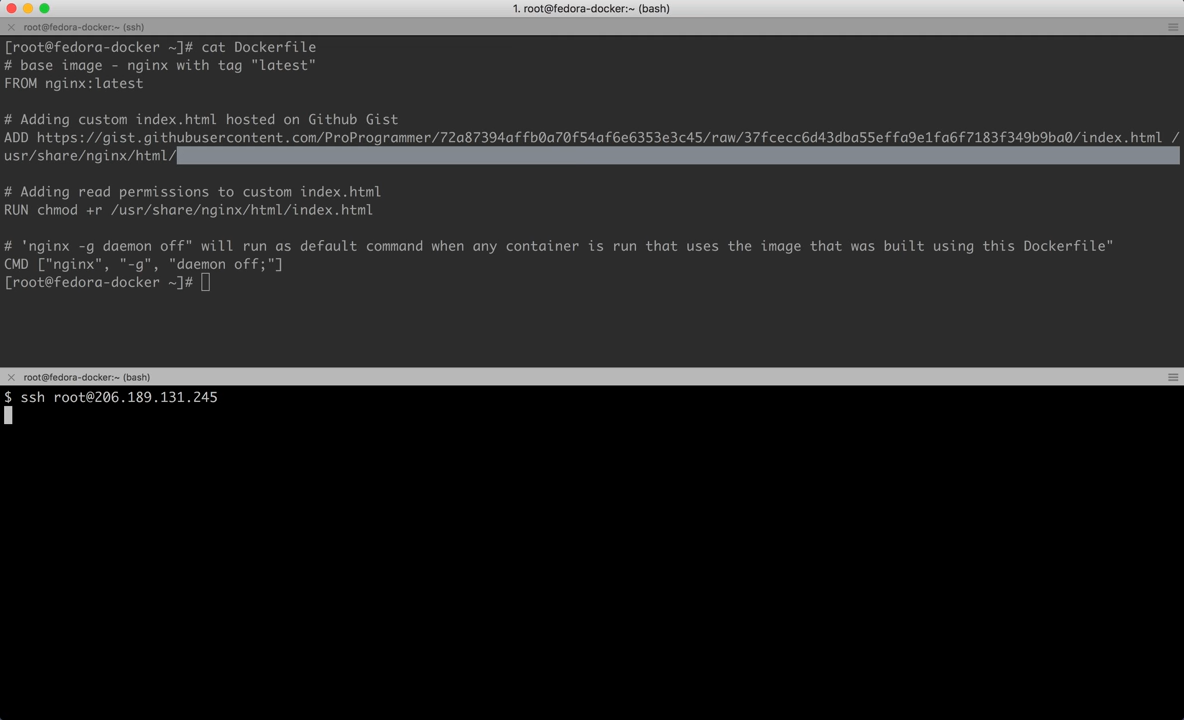 1. root@fedora-docker:~ (bash)
root@fedora-docker:~ (ssh)
[root@fedora-docker ~]# cat Dockerfile
# base image - nginx with tag "latest"
FROM nginx:latest
# Adding custom index.html hosted on Github Gist
ADD https://gist.githubusercontent.com/ProProgrammer/72a87394affb0a70f54af6e6353e3c45/raw/37fcecc6d43dba55effa9e1fa6f7183f349b9ba0/index.html /
usr/share/nginx/html/
# Adding read permissions to custom index.html
RUN chmod +r /usr/share/nginx/html/index.html
# 'nginx -g daemon off" will run as default command when any container is run that uses the image that was built using this Dockerfile"
CMD ["nginx", "-g", "daemon off;"]
[root@fedora-docker ~]#
root@fedora-docker:~ (bash)
$ ssh root@206.189.131.245